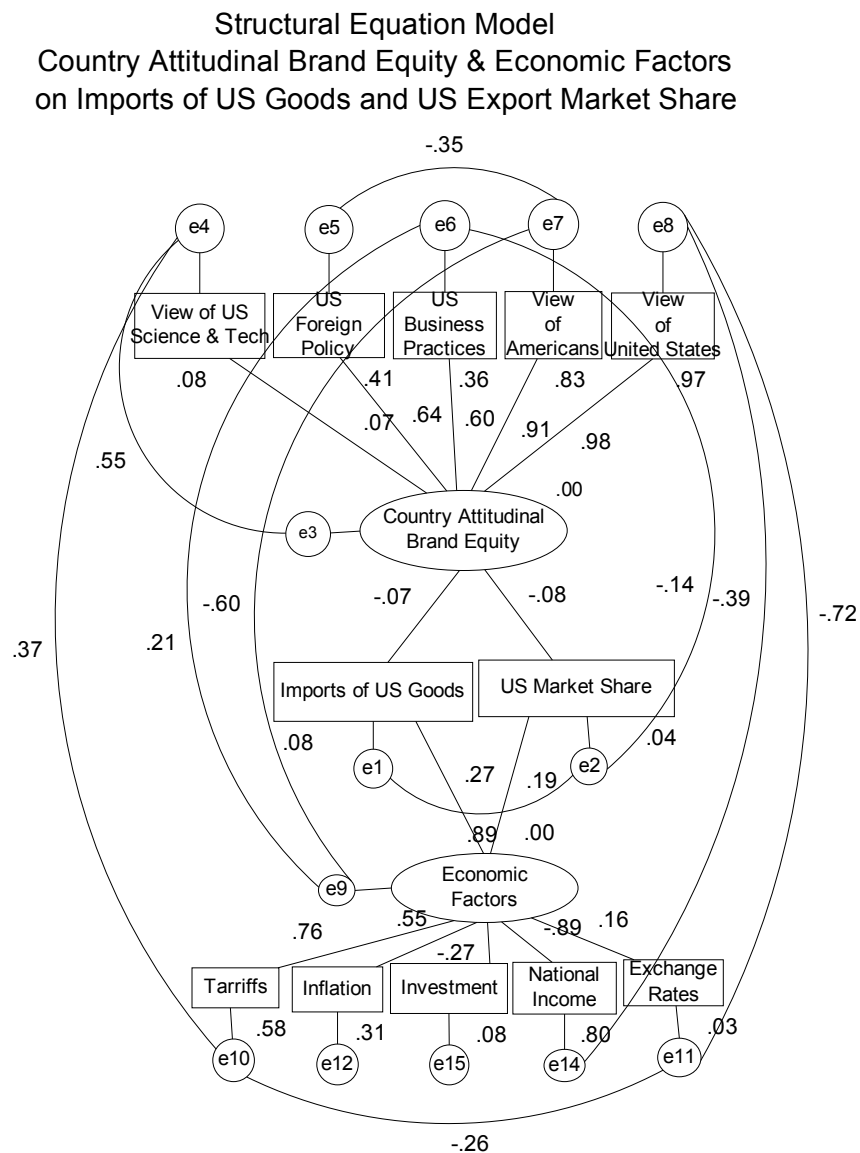 Structural Equation Model
Country Attitudinal Brand Equity & Economic Factors
on Imports of US Goods and US Export Market Share
-.35
e4
e5
e6
e7
e8
View of US
Science & Tech
US
Foreign
Policy
US
Business
Practices
View
of
Americans
View
of
United States
.08
.41
.36
.83
.97
.07
.64
.60
.91
.98
.55
.00
Country Attitudinal
Brand Equity
e3
-.07
-.08
-.14
-.39
-.60
-.72
.21
.37
Imports of US Goods
US Market Share
.08
.04
e1
e2
.27
.19
.89
.00
Economic
Factors
e9
.55
.76
-.27
-.89
.16
Tarriffs
Inflation
Investment
National
Income
Exchange
Rates
.58
.31
.08
.80
.03
e10
e12
e15
e14
e11
-.26